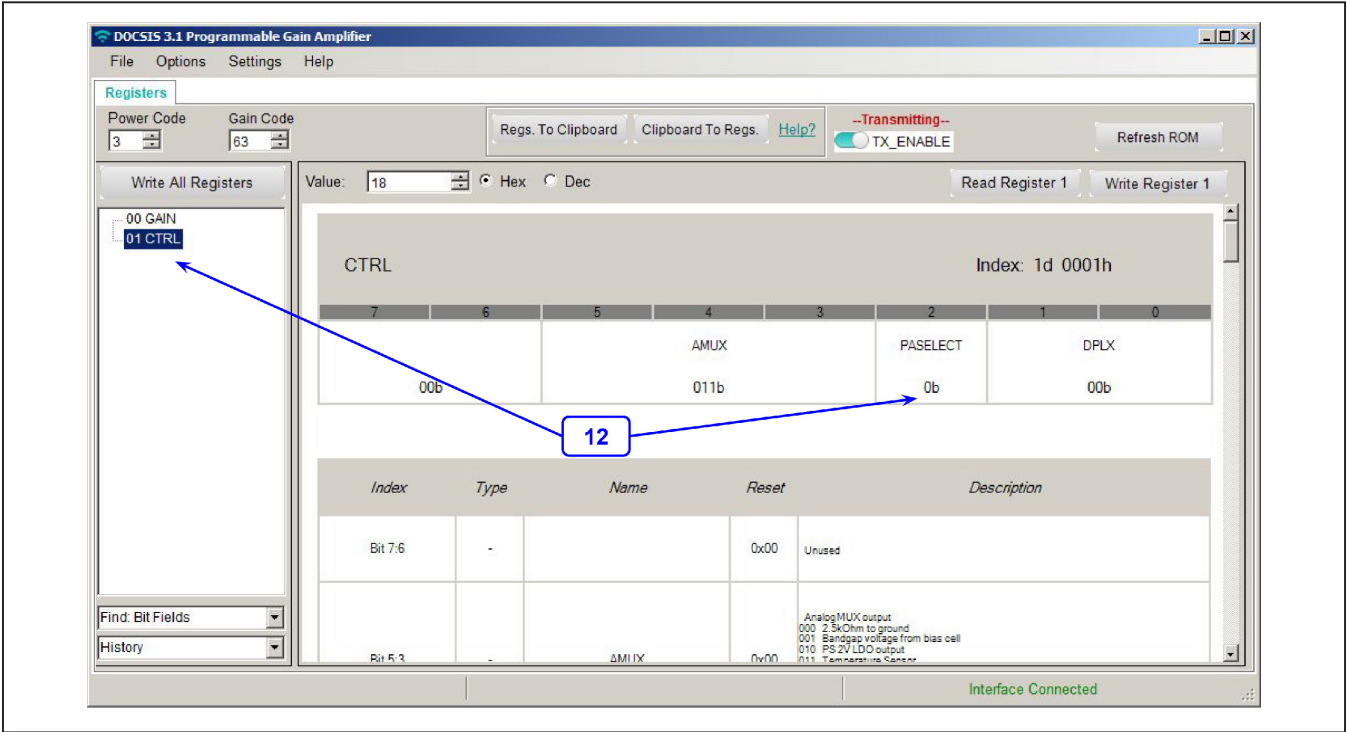 DOCSIS 3.1 Programmable Gain Amplifier
File Options Settings Help
Registers
Power Code Gain Code
3 63
Regs. To Clipboard Clipboard To Regs. Help?
--Transmitting--
TX_ENABLE
Refresh ROM
Write All Registers
Value: 18 Hex Dec
Read Register 1 Write Register 1
00 GAIN
01 CTRL
CTRL Index: 1d 0001h
7 6 5 4 3 2 1 0
AMUX PASELECT DPLX
00b 011b 0b 00b
12
Index Type Name Reset Description
Bit 7:6 - 0x00 Unused
Analog MUX output
000 2.5kOhm to ground
001 Bandgap voltage from bias cell
010 PS 2V LDO output
011 Temperature Sensor
Bit 5:3 - AMUX 0x00
Find: Bit Fields
History
Interface Connected